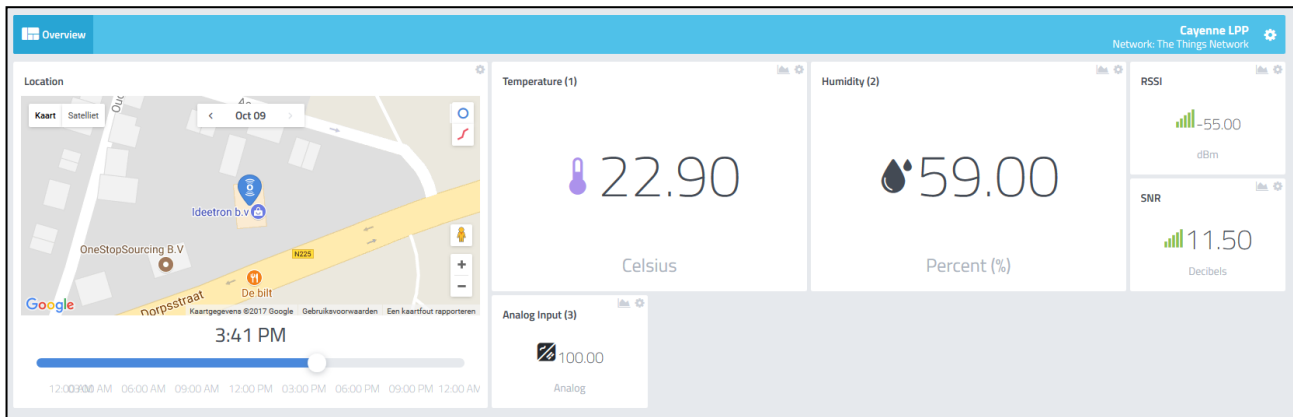 Overview
Cayenne LPP
Network: The Things Network
Location
Kaart Satelliet
Oct 09
Ideetron b.v
OneStopSourcing B.V
N225
De bilt
Dorpsstraat
Google
Kaartgegevens ©2017 Google Gebruiksvoorwaarden Een kaartfout rapporteren
3:41 PM
06:00 AM 09:00 AM 12:00 PM 03:00 PM 06:00 PM 09:00 PM 12:00 AM
Temperature (1)
22.90
Celsius
Humidity (2)
59.00
Percent (%)
RSSI
-55.00
dBm
SNR
11.50
Decibels
Analog Input (3)
100.00
Analog